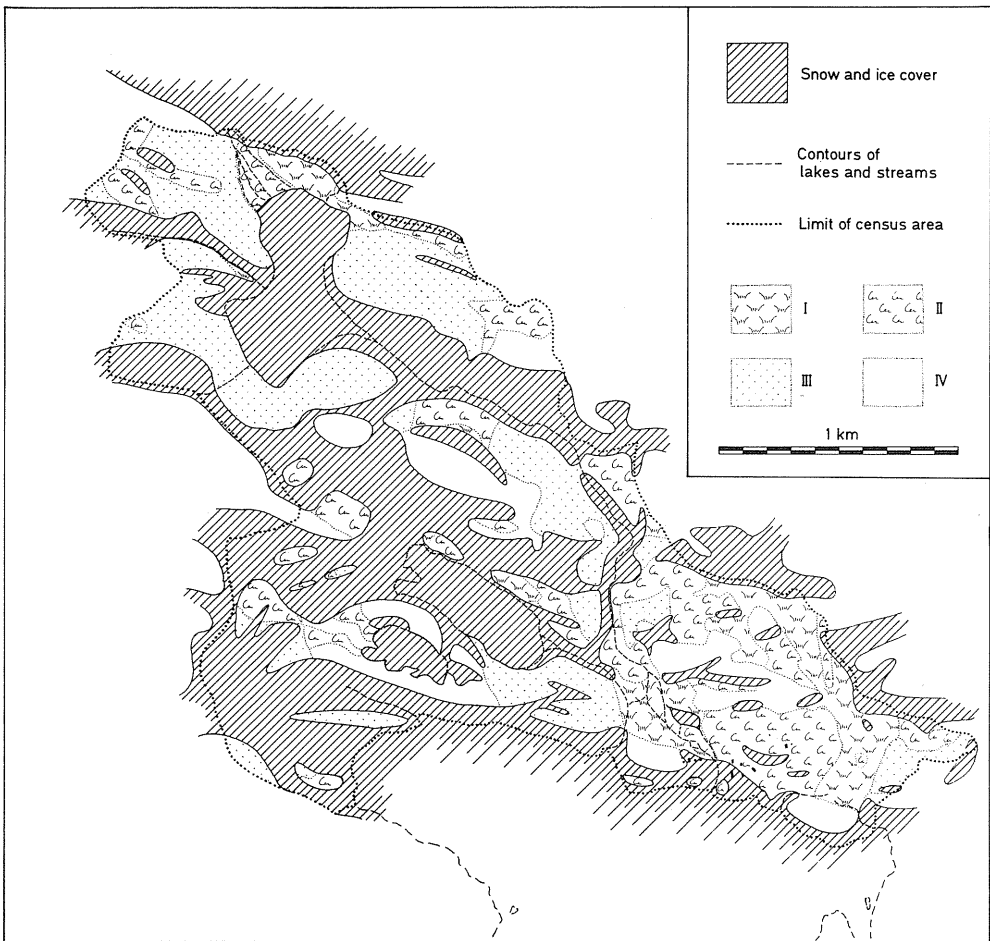 Snow and ice cover
Contours of
lakes and streams
Limit of census area
I
II
III
IV
1 km